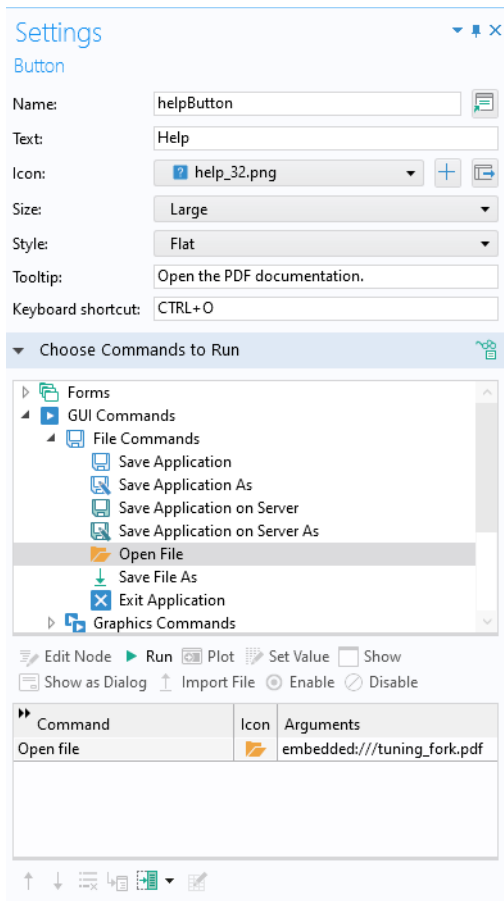 Settings
Button
Name: helpButton
Text: Help
Icon: help_32.png
Size: Large
Style: Flat
Tooltip: Open the PDF documentation.
Keyboard shortcut: CTRL+O
Choose Commands to Run
Forms
GUI Commands
File Commands
Save Application
Save Application As
Save Application on Server
Save Application on Server As
Open File
Save File As
Exit Application
Graphics Commands
Edit Node Run Plot Set Value Show
Show as Dialog Import File Enable Disable
Command Icon Arguments
Open file embedded:///tuning_fork.pdf